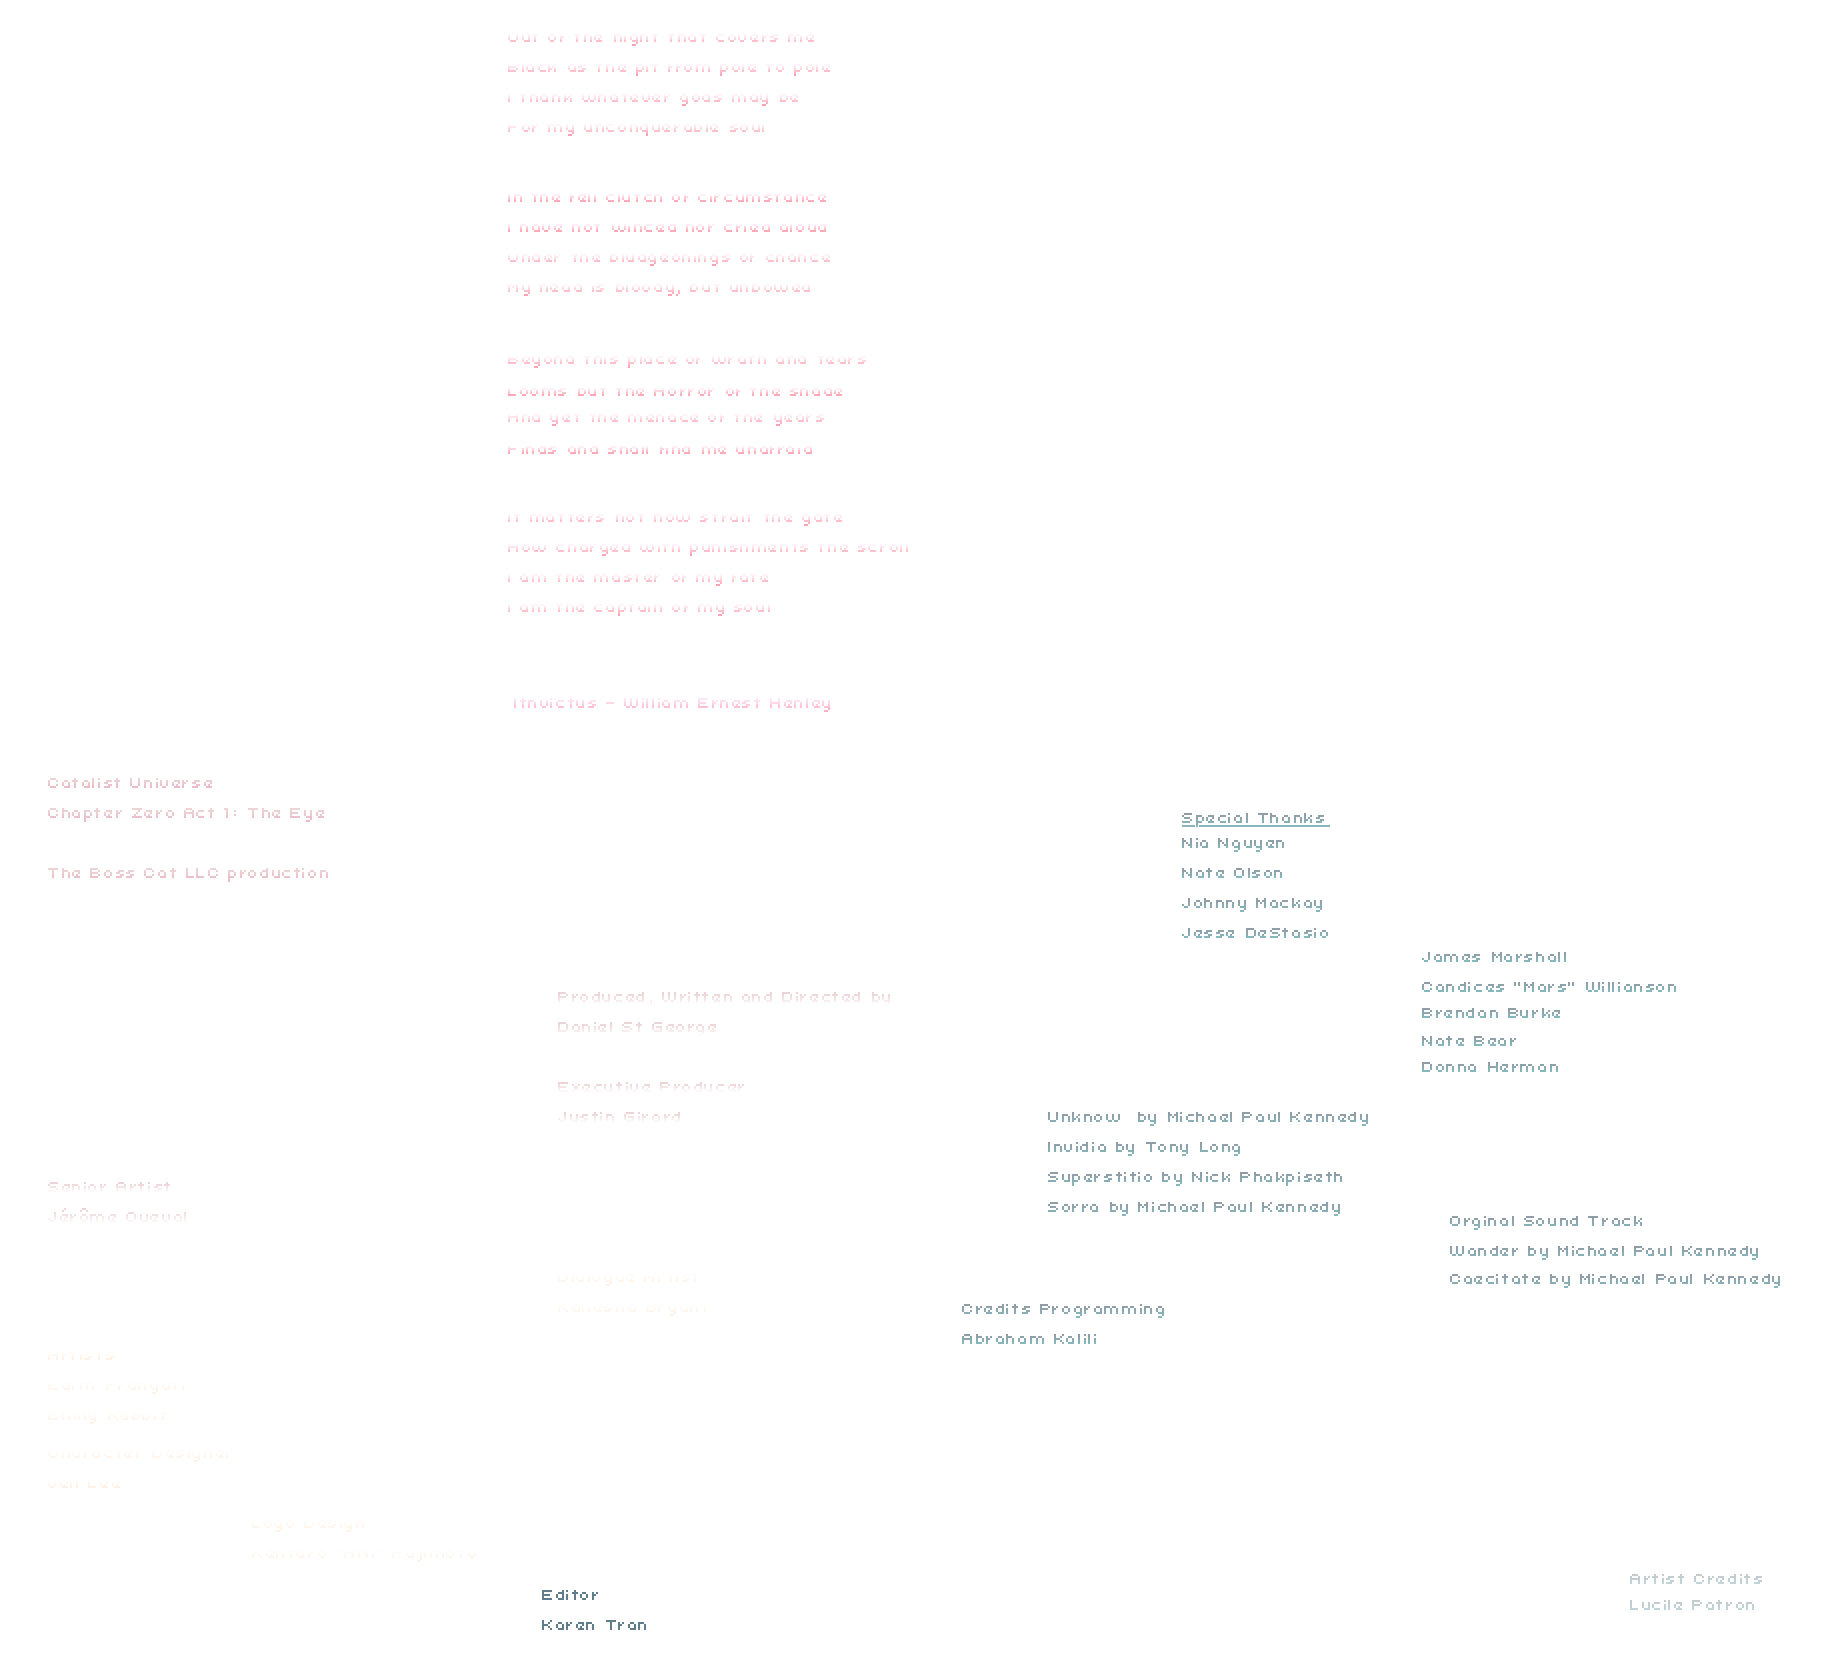 Out of the night that covers me
Black as the pit from pole to pole
I thank whatever gods may be
For my unconquerable soul
In the fell clutch of circumstance
I have not winced nor cried aloud
Under the bludgeonings of chance
My head is bloody, but unbowed
Beyond this place of wrath and tears
Looms but the Horror of the shade
And yet the menace of the years
Finds and shall find me unafraid
It matters not how strait the gate
How charged with punishments the scroll
I am the master of my fate
I am the captain of my soul
Itnvictus - William Ernest Henley
Catalist Universe
Chapter Zero Act 1: The Eye
The Boss Cat LLC production
Produced, Written and Directed by
Daniel St George
Executive Producer
Justin Girard
Senior Artist
Jérôme Queval
Dialogue Artist
Bryant
Artists
Emily
Character Designer
Jen Lee
Logo Design
Editor
Karen Tran
Special Thanks
Nia Nguyen
Nate Olson
Johnny Mackay
Jesse DeStasio
James Marshall
Candices "Mars" Willianson
Brendan Burke
Nate Bear
Donna Herman
Unknow by Michael Paul Kennedy
Invidia by Tony Long
Superstitio by Nick Phakpiseth
Sorra by Michael Paul Kennedy
Orginal Sound Track
Wander by Michael Paul Kennedy
Caecitate by Michael Paul Kennedy
Credits Programming
Abraham Kalili
Artist Credits
Lucile Patron